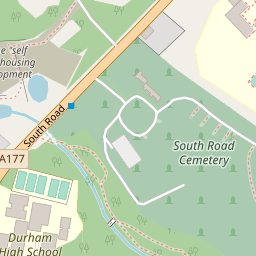 e "self
housing
opment
South Road
A177
South Road
Cemetery
Durham
High School